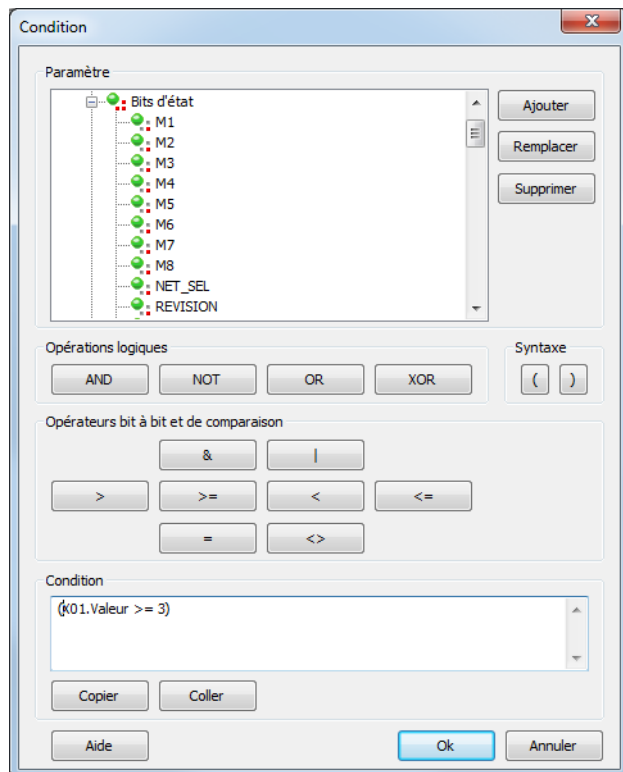 Condition
Paramètre
Bits d'état
M1
M2
M3
M4
M5
M6
M7
M8
NET_SEL
REVISION
Ajouter
Remplacer
Supprimer
Opérations logiques
AND NOT OR XOR
Syntaxe
( )
Opérateurs bit à bit et de comparaison
& |
> >= < <=
= <>
Condition
(K01.Valeur >= 3)
Copier Coller
Aide Ok Annuler